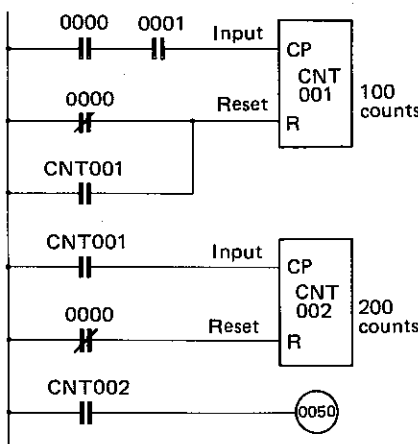 0000 0001 Input
CP
CNT
001
100
counts
0000 Reset
R
CNT001
CNT001 Input
CP
CNT
002
200
counts
0000 Reset
R
CNT002
0050